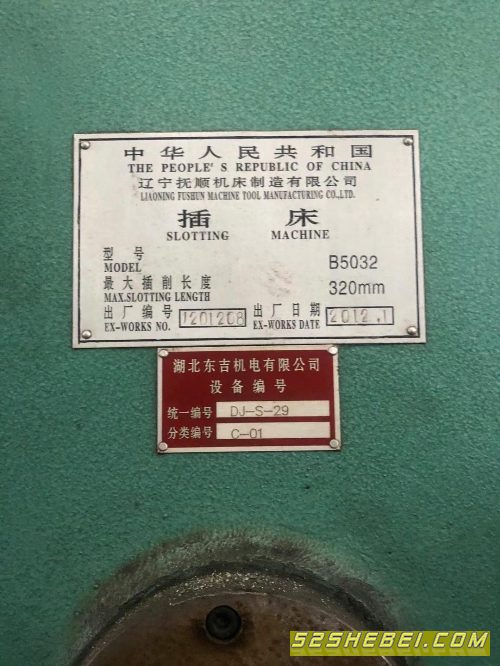 中华人民共和国
THE PEOPLE'S REPUBLIC OF CHINA
辽宁抚顺机床制造有限公司
LIAONING FUSHUN MACHINE TOOL MANUFACTURING CO.,LTD.
插 床
SLOTTING MACHINE
型 号
MODEL B5032
最大插削长度
MAX.SLOTTING LENGTH 320mm
出厂编号 出厂日期
EX-WORKS NO. J201208 EX-WORKS DATE 2012.1
湖北东吉机电有限公司
设备编号
统一编号 DJ-S-29
分类编号 C-01
52SHEBEI.COM